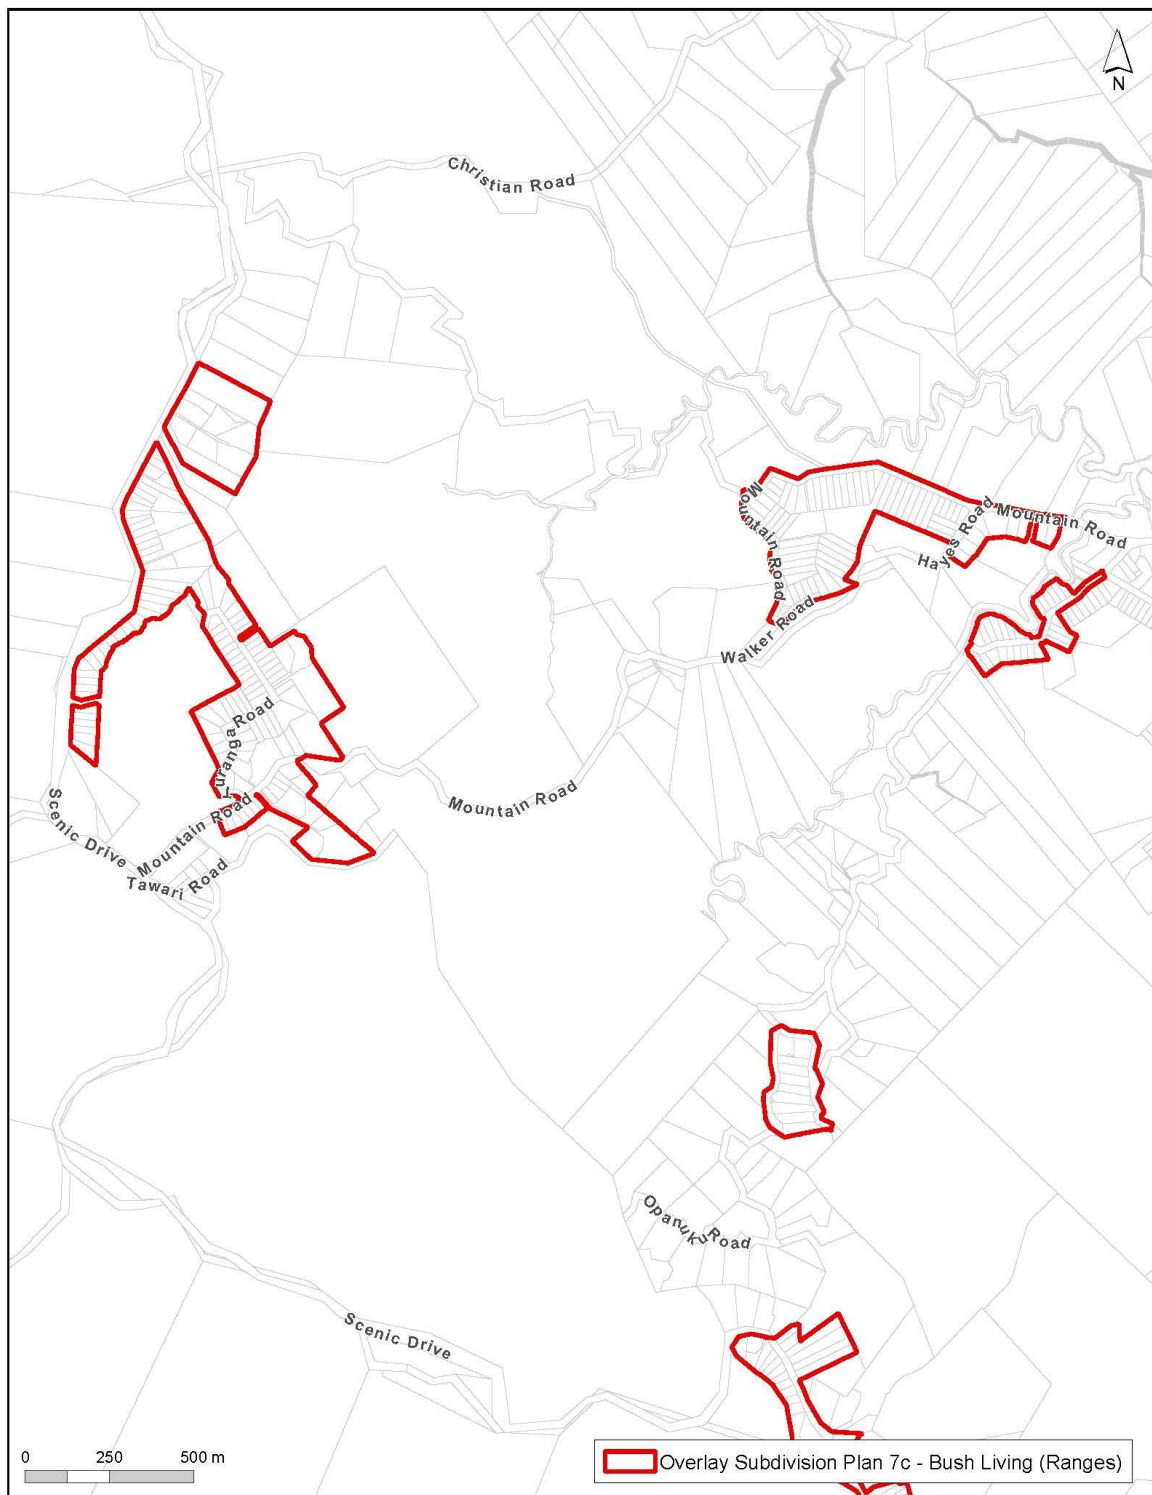 N
Christian Road
Mountain Road
Hayes Road
Mountain Road
Walker Road
Turanga Road
Mountain Road
Scenic Drive
Mountain Road
Tawari Road
Opanuku Road
Scenic Drive
0 250 500 m
Overlay Subdivision Plan 7c - Bush Living (Ranges)